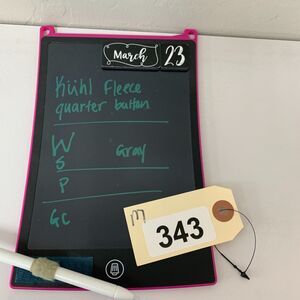 March 23
Kühl Fleece
quarter button
W
S Gray
P
GC
M
343